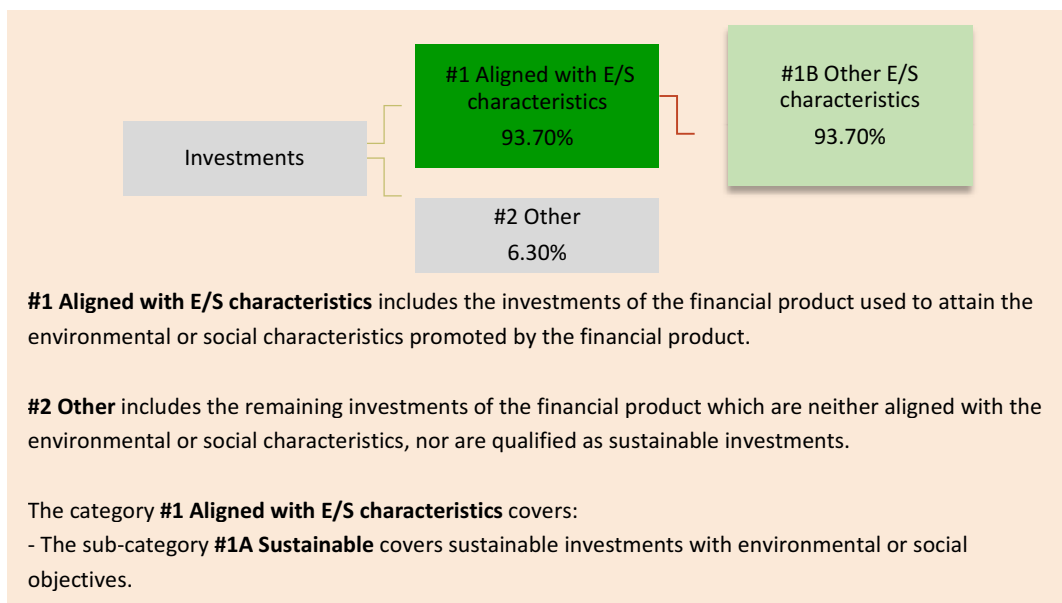 #1 Aligned with E/S
characteristics
93.70%
#1B Other E/S
characteristics
93.70%
Investments
#2 Other
6.30%
#1 Aligned with E/S characteristics includes the investments of the financial product used to attain the
environmental or social characteristics promoted by the financial product.
#2 Other includes the remaining investments of the financial product which are neither aligned with the
environmental or social characteristics, nor are qualified as sustainable investments.
The category #1 Aligned with E/S characteristics covers:
- The sub-category #1A Sustainable covers sustainable investments with environmental or social
objectives.